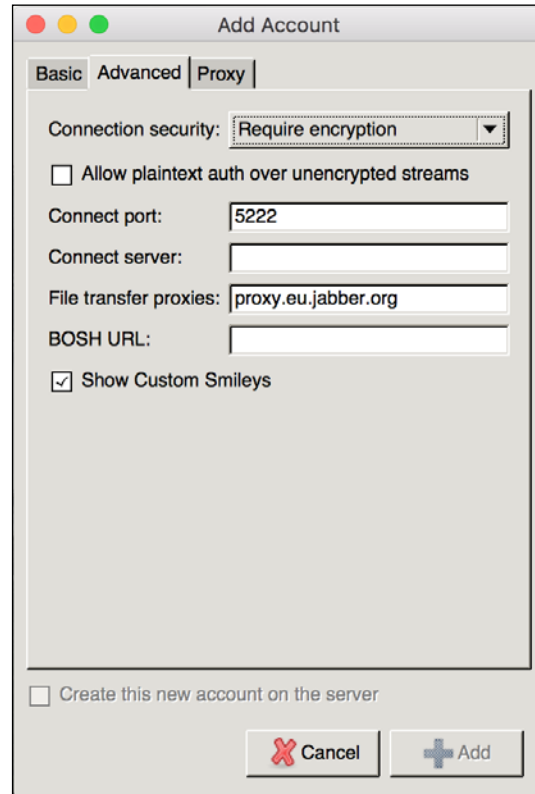 Add Account
Basic Advanced Proxy
Connection security: Require encryption
Allow plaintext auth over unencrypted streams
Connect port: 5222
Connect server:
File transfer proxies: proxy.eu.jabber.org
BOSH URL:
Show Custom Smileys
Create this new account on the server
Cancel Add